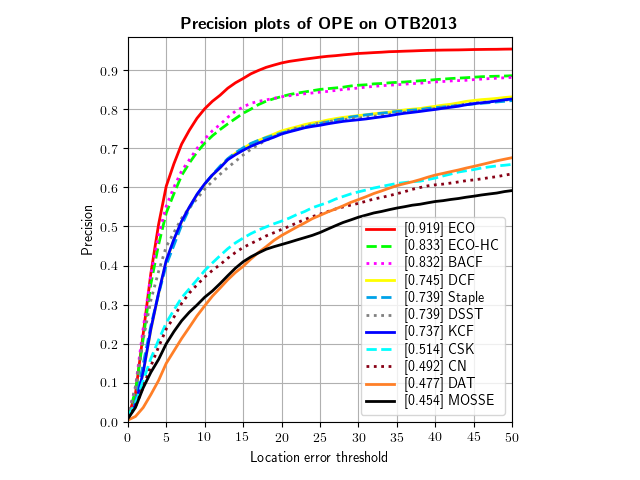 Precision plots of OPE on OTB2013
Precision
0.9
0.8
0.7
0.6
0.5
0.4
0.3
0.2
0.1
0.0
[0.919] ECO
[0.833] ECO-HC
[0.832] BACF
[0.745] DCF
[0.739] Staple
[0.739] DSST
[0.737] KCF
[0.514] CSK
[0.492] CN
[0.477] DAT
[0.454] MOSSE
0 5 10 15 20 25 30 35 40 45 50
Location error threshold